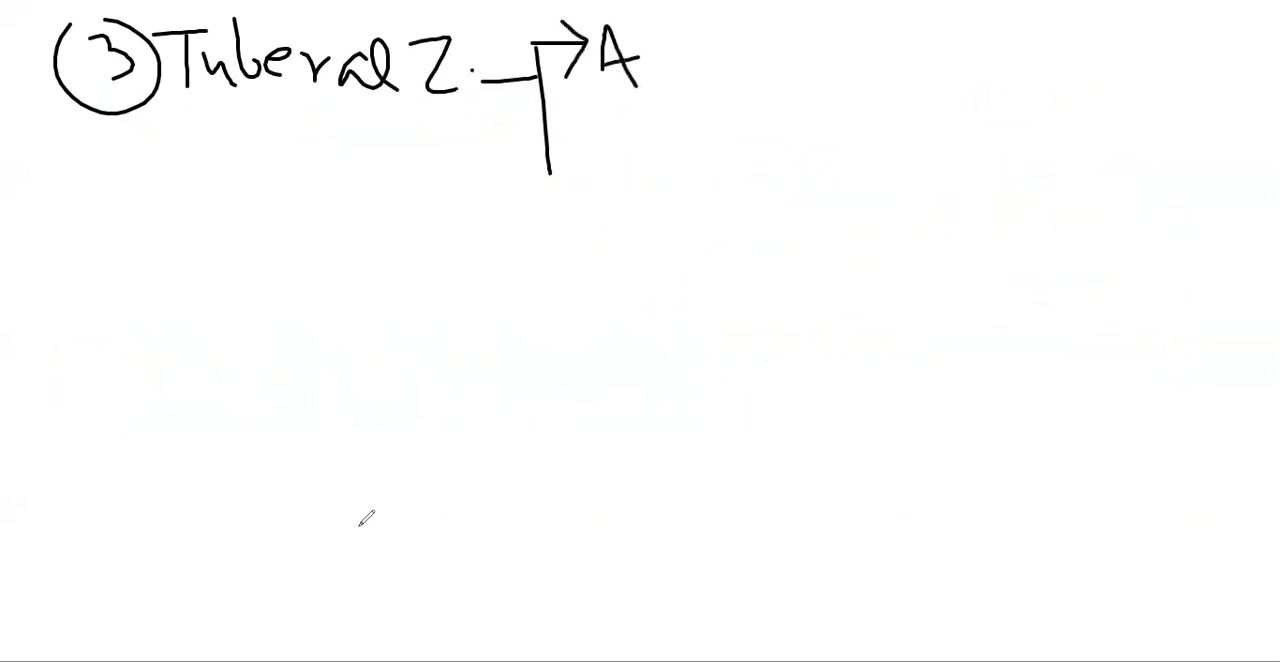 ③ Tuberal Z. → A